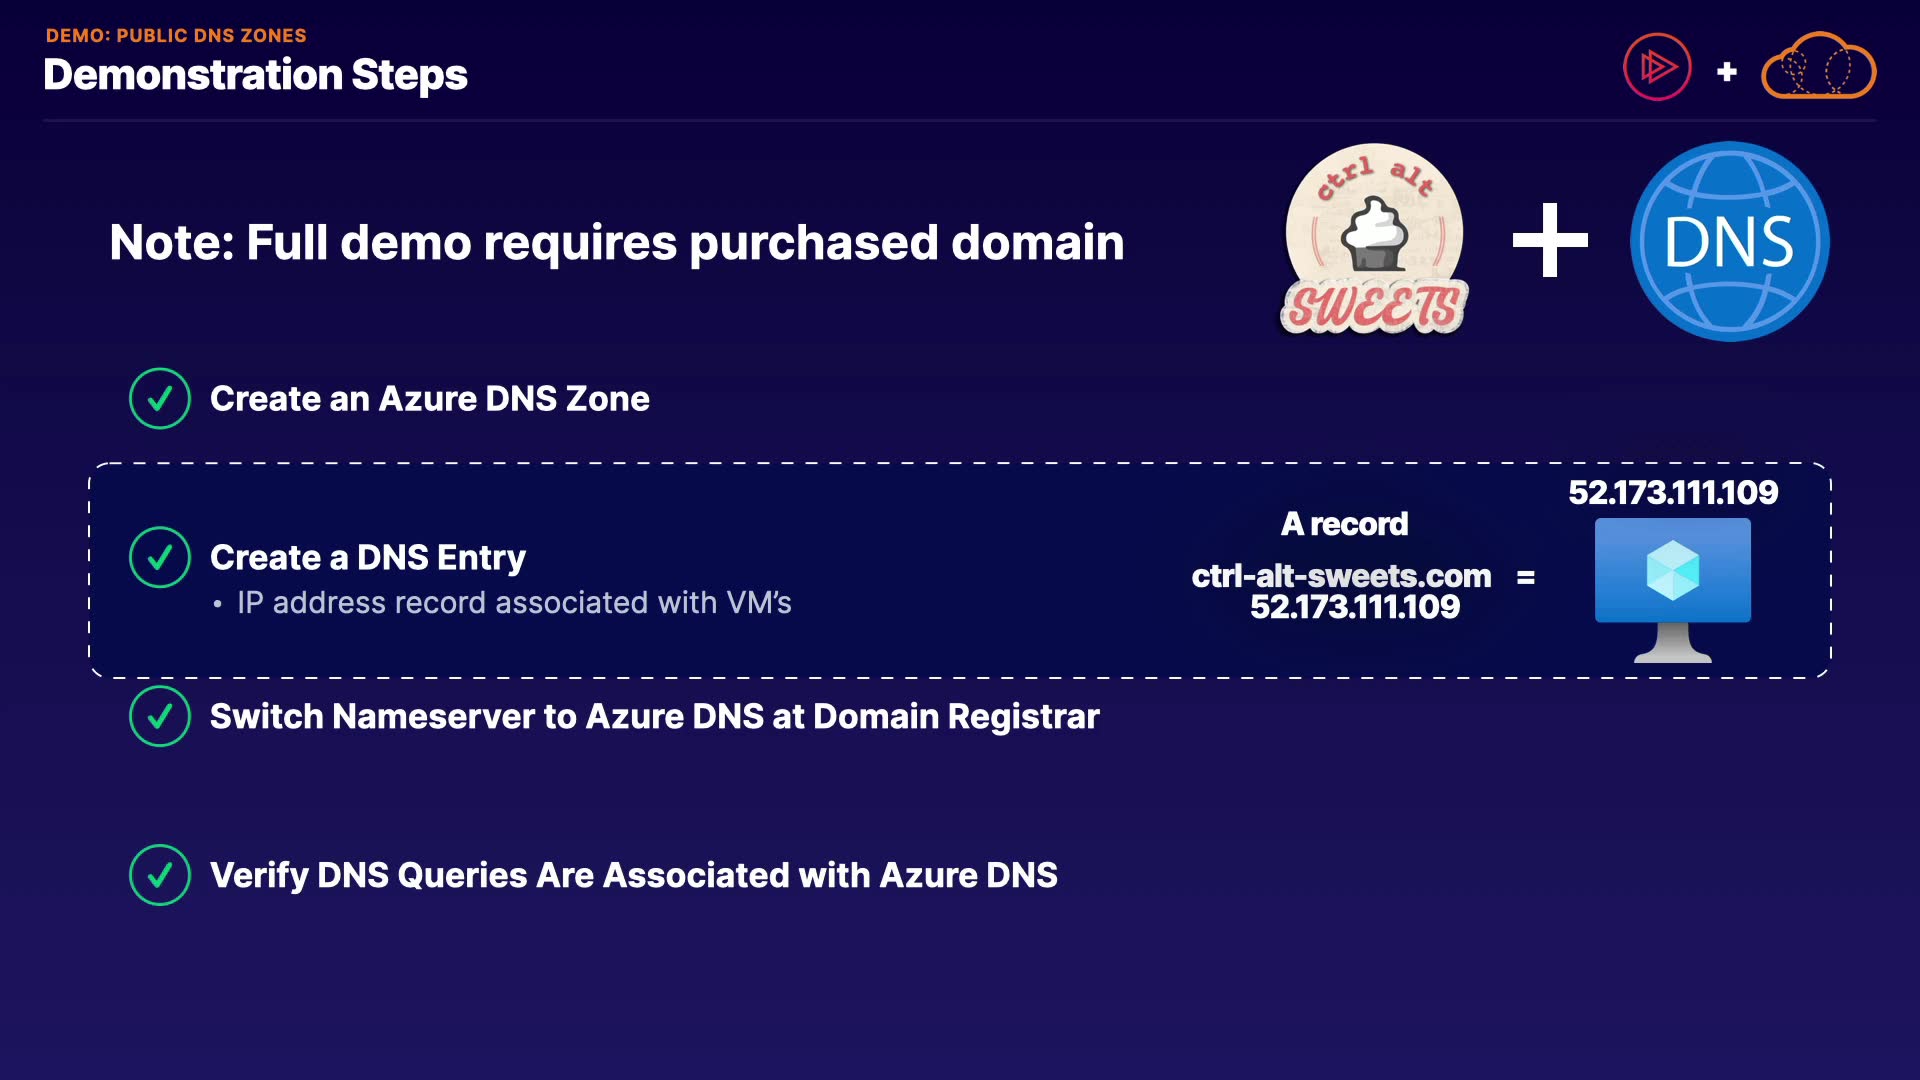 DEMO: PUBLIC DNS ZONES
Demonstration Steps
+
Note: Full demo requires purchased domain
ctrl alt
SWEETS
DNS
Create an Azure DNS Zone
52.173.111.109
A record
Create a DNS Entry
ctrl-alt-sweets.com =
• IP address record associated with VM’s
52.173.111.109
Switch Nameserver to Azure DNS at Domain Registrar
Verify DNS Queries Are Associated with Azure DNS